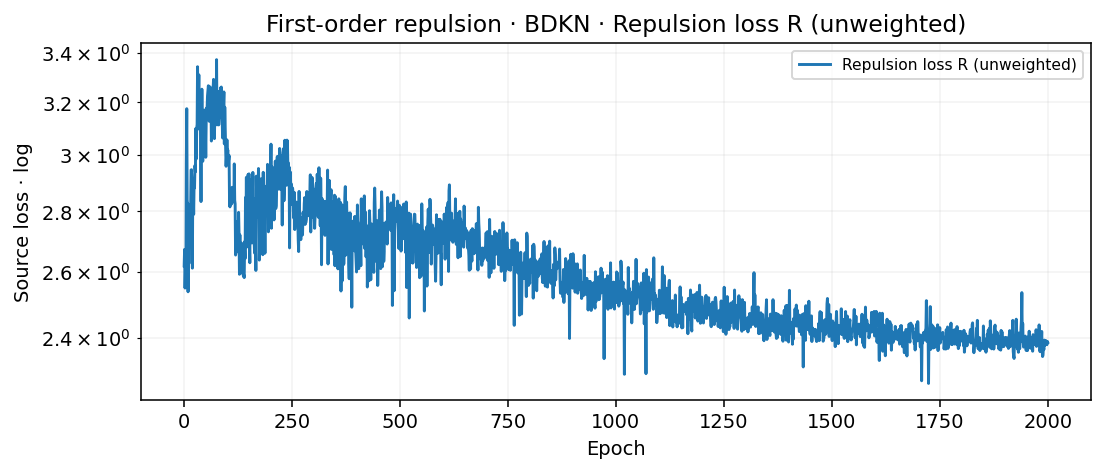 First-order repulsion · BDKN · Repulsion loss R (unweighted)
Repulsion loss R (unweighted)
Source loss · log
3.4 × 10⁰
3.2 × 10⁰
3 × 10⁰
2.8 × 10⁰
2.6 × 10⁰
2.4 × 10⁰
0 250 500 750 1000 1250 1500 1750 2000
Epoch